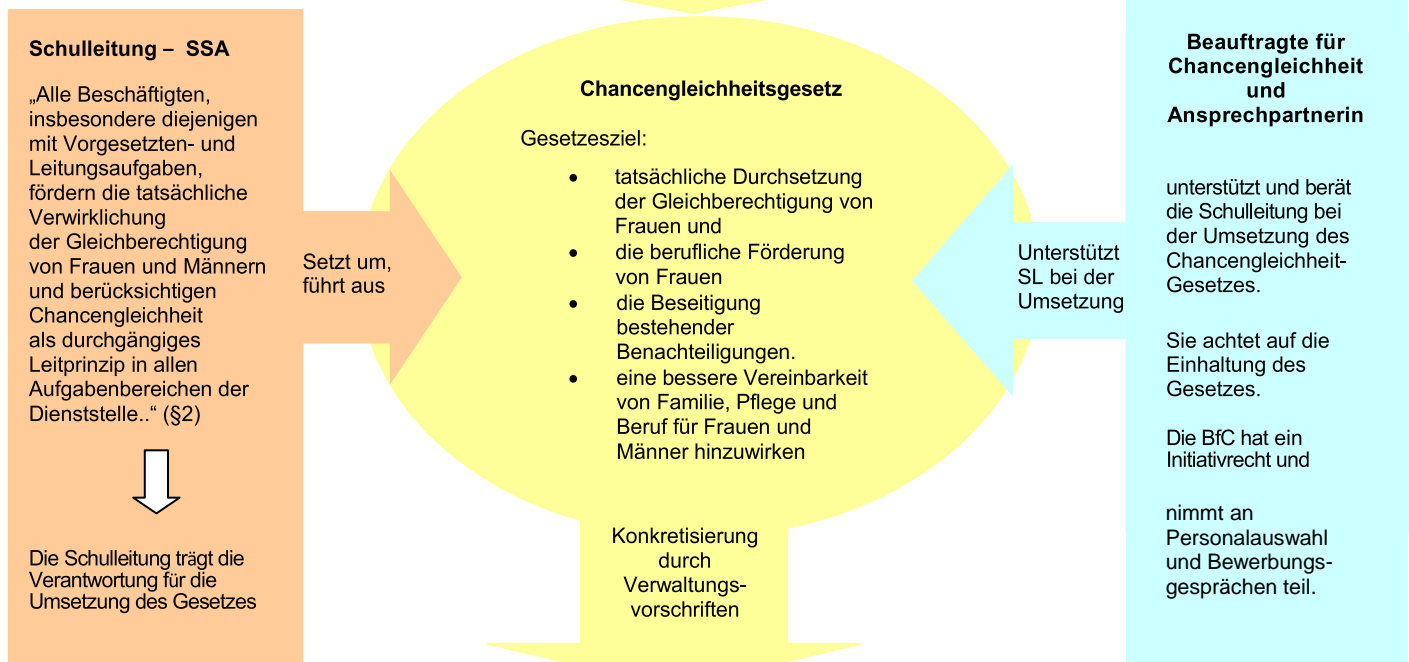 Schulleitung – SSA
„Alle Beschäftigten,
insbesondere diejenigen
mit Vorgesetzten- und
Leitungsaufgaben,
fördern die tatsächliche
Verwirklichung
der Gleichberechtigung
von Frauen und Männern
und berücksichtigen
Chancengleichheit
als durchgängiges
Leitprinzip in allen
Aufgabenbereichen der
Dienststelle..“ (§2)
Die Schulleitung trägt die
Verantwortung für die
Umsetzung des Gesetzes
Setzt um,
führt aus
Chancengleichheitsgesetz
Gesetzesziel:
• tatsächliche Durchsetzung
der Gleichberechtigung von
Frauen und
• die berufliche Förderung
von Frauen
• die Beseitigung
bestehender
Benachteiligungen.
• eine bessere Vereinbarkeit
von Familie, Pflege und
Beruf für Frauen und
Männer hinzuwirken
Konkretisierung
durch
Verwaltungs-
vorschriften
Unterstützt
SL bei der
Umsetzung
Beauftragte für
Chancengleichheit
und
Ansprechpartnerin
unterstützt und berät
die Schulleitung bei
der Umsetzung des
Chancengleichheit-
Gesetzes.
Sie achtet auf die
Einhaltung des
Gesetzes.
Die BfC hat ein
Initiativrecht und
nimmt an
Personalauswahl
und Bewerbungs-
gesprächen teil.